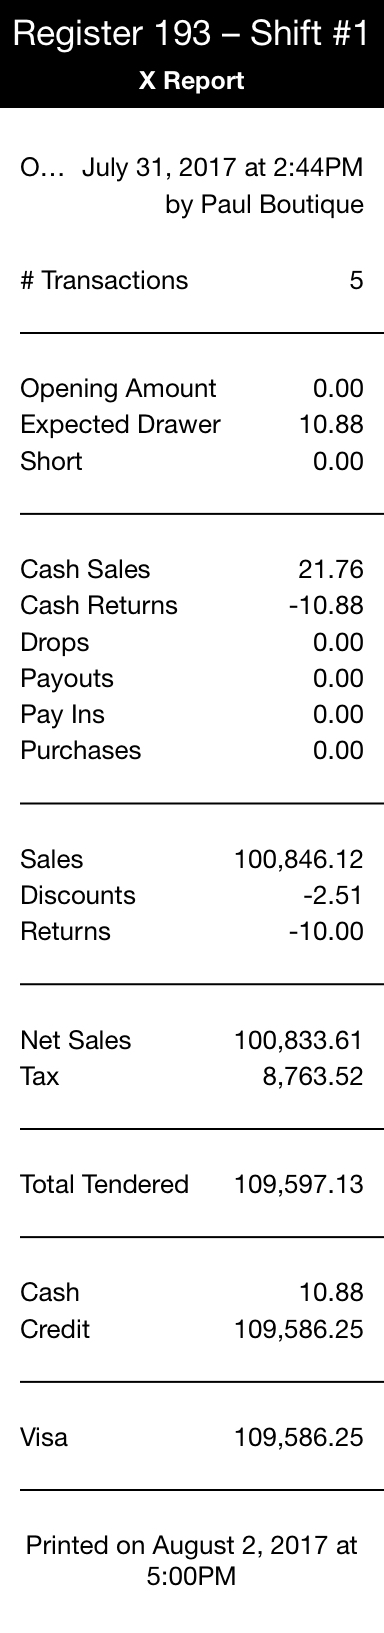 Register 193 – Shift #1
X Report
O... July 31, 2017 at 2:44PM
by Paul Boutique
# Transactions 5
Opening Amount 0.00
Expected Drawer 10.88
Short 0.00
Cash Sales 21.76
Cash Returns -10.88
Drops 0.00
Payouts 0.00
Pay Ins 0.00
Purchases 0.00
Sales 100,846.12
Discounts -2.51
Returns -10.00
Net Sales 100,833.61
Tax 8,763.52
Total Tendered 109,597.13
Cash 10.88
Credit 109,586.25
Visa 109,586.25
Printed on August 2, 2017 at
5:00PM